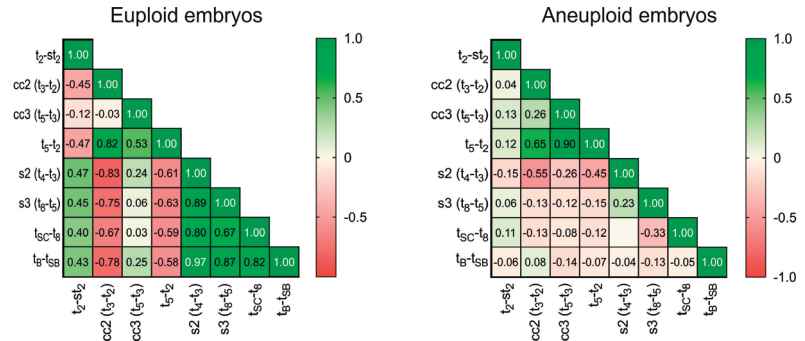 Euploid embryos
t2-st2 1.00
cc2 (t3-t2) -0.45 1.00
cc3 (t5-t3) -0.12 -0.03 1.00
t5-t2 -0.47 0.82 0.53 1.00
s2 (t4-t3) 0.47 -0.83 0.24 -0.61 1.00
s3 (t8-t5) 0.45 -0.75 0.06 -0.63 0.89 1.00
tSC-t8 0.40 -0.67 0.03 -0.59 0.80 0.67 1.00
tB-tSB 0.43 -0.78 0.25 -0.58 0.97 0.87 0.82 1.00
t2-st2
cc2 (t3-t2)
cc3 (t5-t3)
t5-t2
s2 (t4-t3)
s3 (t8-t5)
tSC-t8
tB-tSB
1.0
0.5
0
-0.5
Aneuploid embryos
t2-st2 1.00
cc2 (t3-t2) 0.04 1.00
cc3 (t5-t3) 0.13 0.26 1.00
t5-t2 0.12 0.65 0.90 1.00
s2 (t4-t3) -0.15 -0.55 -0.26 -0.45 1.00
s3 (t8-t5) 0.06 -0.13 -0.12 -0.15 0.23 1.00
tSC-t8 0.11 -0.13 -0.08 -0.12 -0.33 1.00
tB-tSB -0.06 0.08 -0.14 -0.07 -0.04 -0.13 -0.05 1.00
t2-st2
cc2 (t3-t2)
cc3 (t5-t3)
t5-t2
s2 (t4-t3)
s3 (t8-t5)
tSC-t8
tB-tSB
1.0
0.5
0
-0.5
-1.0